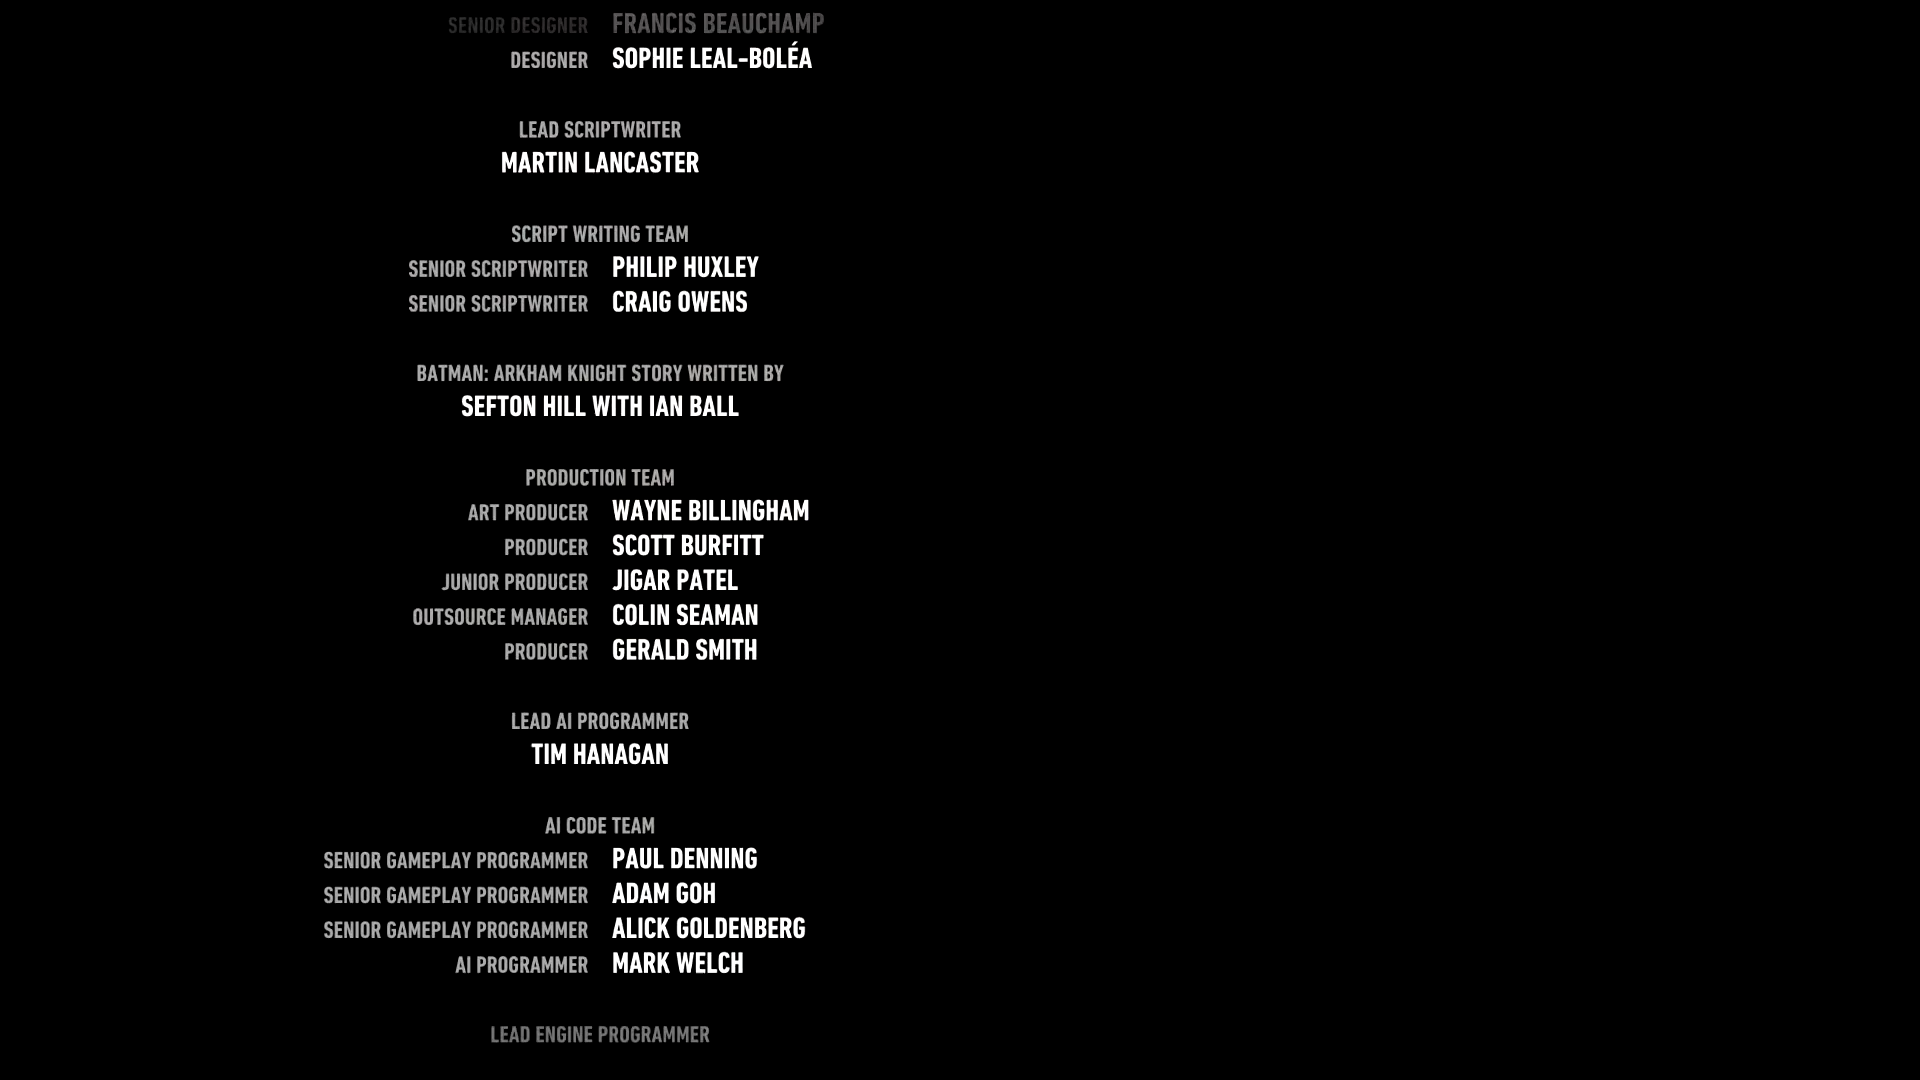 SENIOR DESIGNER FRANCIS BEAUCHAMP
DESIGNER SOPHIE LEAL-BOLÉA
LEAD SCRIPTWRITER
MARTIN LANCASTER
SCRIPT WRITING TEAM
SENIOR SCRIPTWRITER PHILIP HUXLEY
SENIOR SCRIPTWRITER CRAIG OWENS
BATMAN: ARKHAM KNIGHT STORY WRITTEN BY
SEFTON HILL WITH IAN BALL
PRODUCTION TEAM
ART PRODUCER WAYNE BILLINGHAM
PRODUCER SCOTT BURFITT
JUNIOR PRODUCER JIGAR PATEL
OUTSOURCE MANAGER COLIN SEAMAN
PRODUCER GERALD SMITH
LEAD AI PROGRAMMER
TIM HANAGAN
AI CODE TEAM
SENIOR GAMEPLAY PROGRAMMER PAUL DENNING
SENIOR GAMEPLAY PROGRAMMER ADAM GOH
SENIOR GAMEPLAY PROGRAMMER ALICK GOLDENBERG
AI PROGRAMMER MARK WELCH
LEAD ENGINE PROGRAMMER